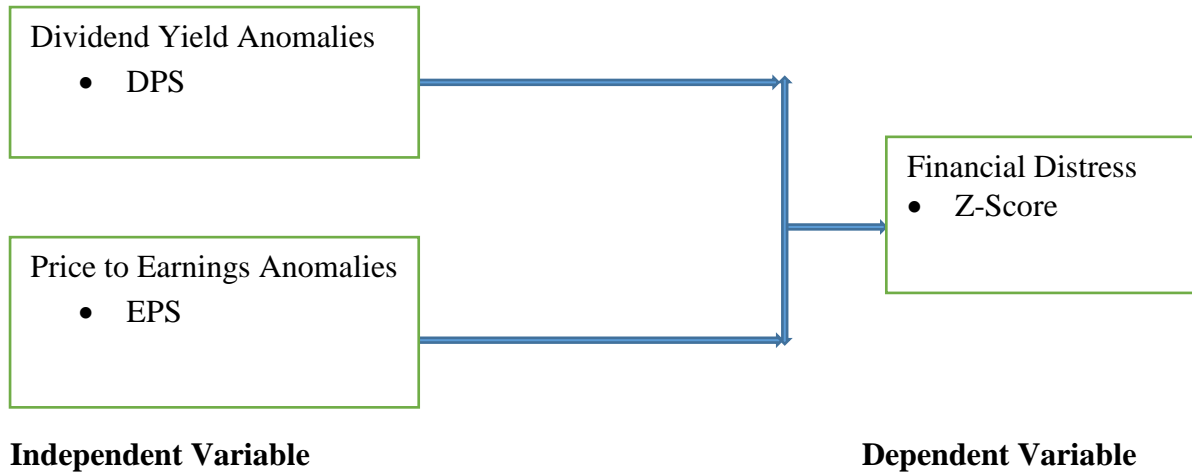 Dividend Yield Anomalies
• DPS
Financial Distress
• Z-Score
Price to Earnings Anomalies
• EPS
Independent Variable
Dependent Variable